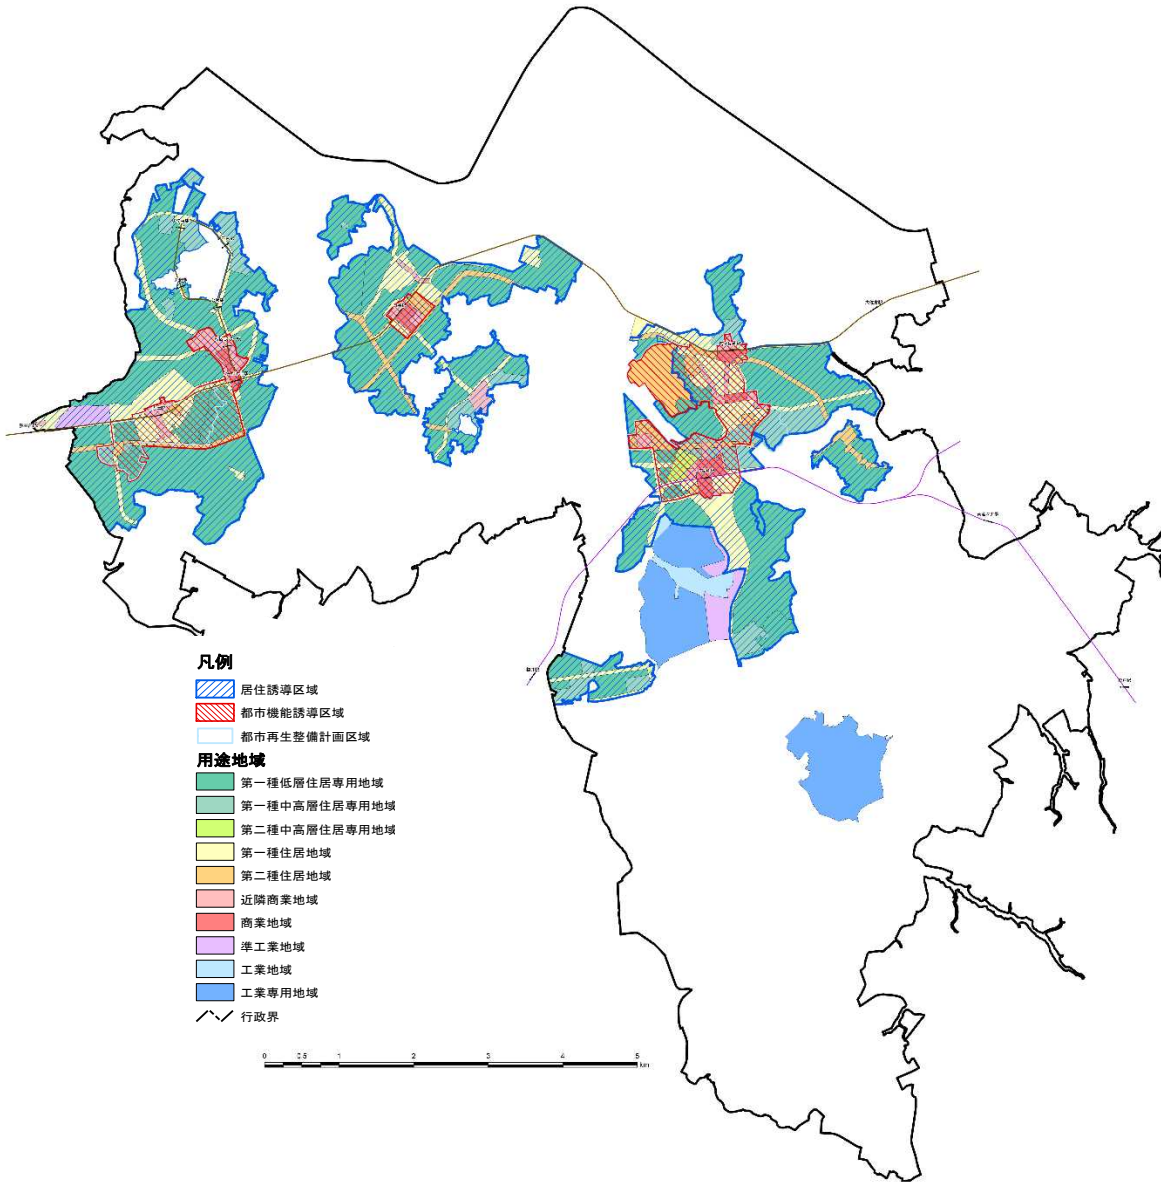 凡例
居住誘導区域
都市機能誘導区域
都市再生整備計画区域
用途地域
第一種低層住居専用地域
第一種中高層住居専用地域
第二種中高層住居専用地域
第一種住居地域
第二種住居地域
近隣商業地域
商業地域
準工業地域
工業地域
工業専用地域
行政界
0 0.5 1 2 3 4 5
km